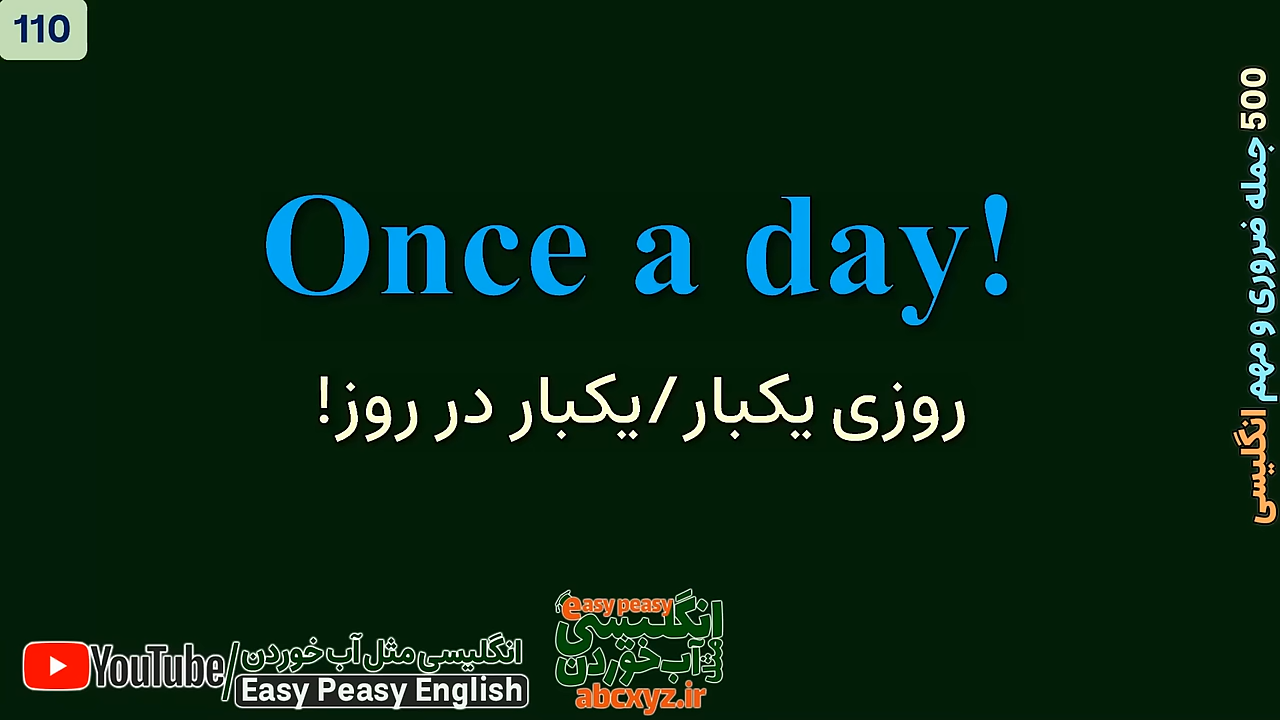 110
500 جمله ضروری و مهم انگلیسی
Once a day!
روزی یکبار/یکبار در روز!
YouTube/انگلیسی مثل آب خوردن
Easy Peasy English
easy peasy
انگلیسی
مثل آب خوردن
abcxyz.ir